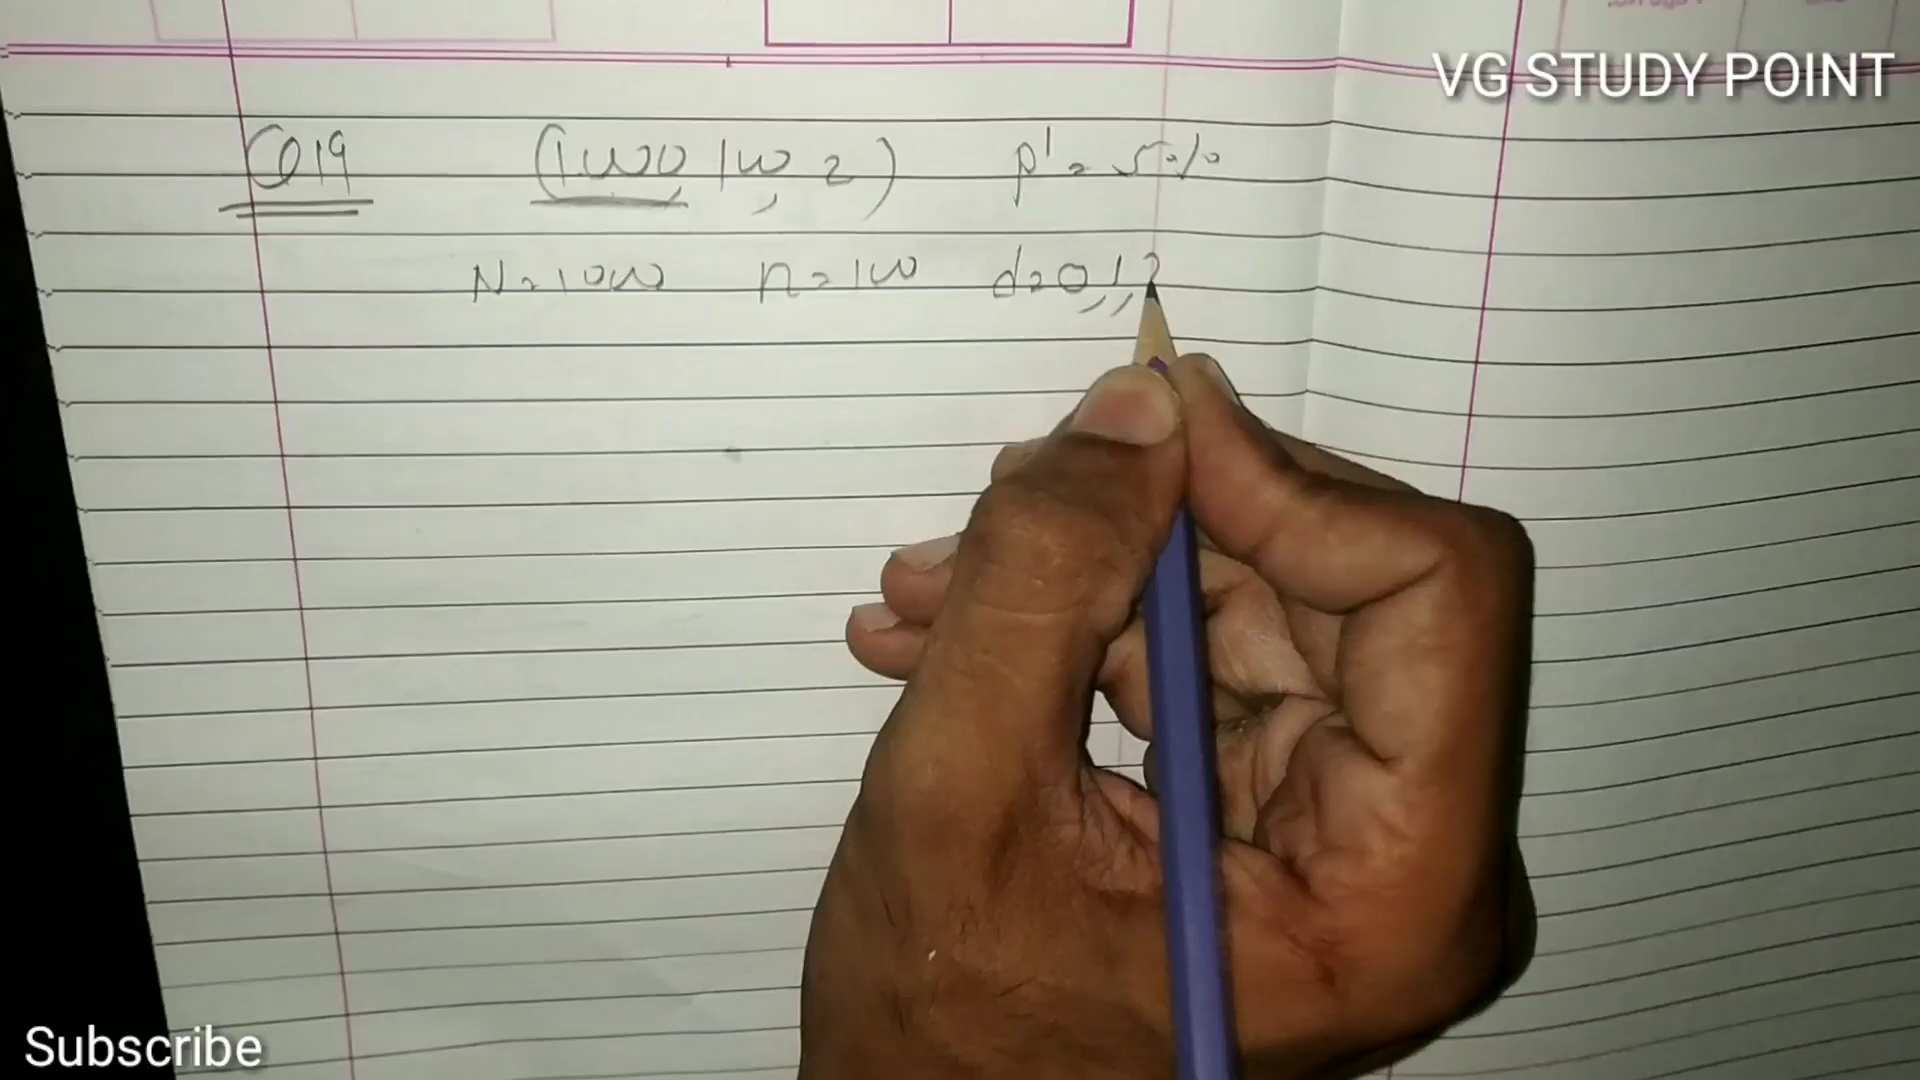 VG STUDY POINT
Q19 (1000, 100, 2) p' = 5%
N = 1000 n = 100 d = 0, 1, 2
Subscribe